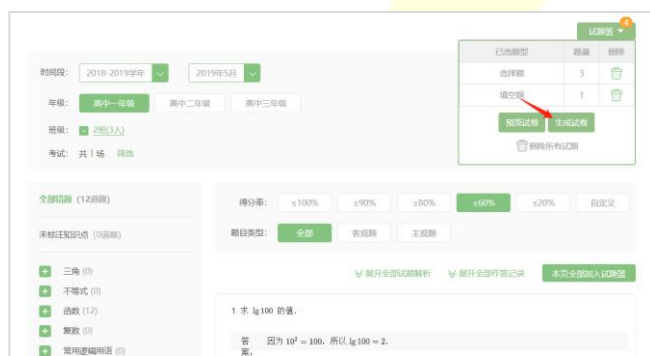 试题篮 4
已选题型 题量 删除
选择题 3
填空题 1
预览试卷 生成试卷
删除所有试题
时间段: 2018-2019学年 2019年5月
年级: 高中一年级 高中二年级 高中三年级
班级: 2班(3人)
考试: 共1场 筛选
全部错题 (12道题)
未标注知识点 (0道题)
三角 (0)
不等式 (0)
函数 (12)
复数 (0)
常用逻辑用语 (0)
得分率: ≤100% ≤90% ≤80% ≤60% ≤20% 自定义
题目类型: 全部 客观题 主观题
展开全部试题解析 展开全部作答记录 本页全部加入试题篮
1. 求 lg100 的值.
答案: 因为 10² = 100, 所以 lg 100 = 2.